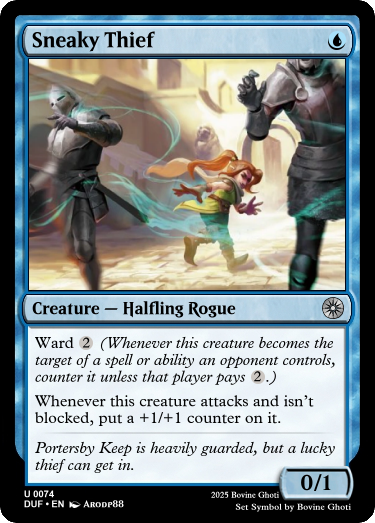 Sneaky Thief
Creature — Halfling Rogue
Ward 2 (Whenever this creature becomes the
target of a spell or ability an opponent controls,
counter it unless that player pays 2.)
Whenever this creature attacks and isn't
blocked, put a +1/+1 counter on it.
Portersby Keep is heavily guarded, but a lucky
thief can get in.
0/1
U 0074
DUF • EN Arodp88
2025 Bovine Ghoti
Set Symbol by Bovine Ghoti